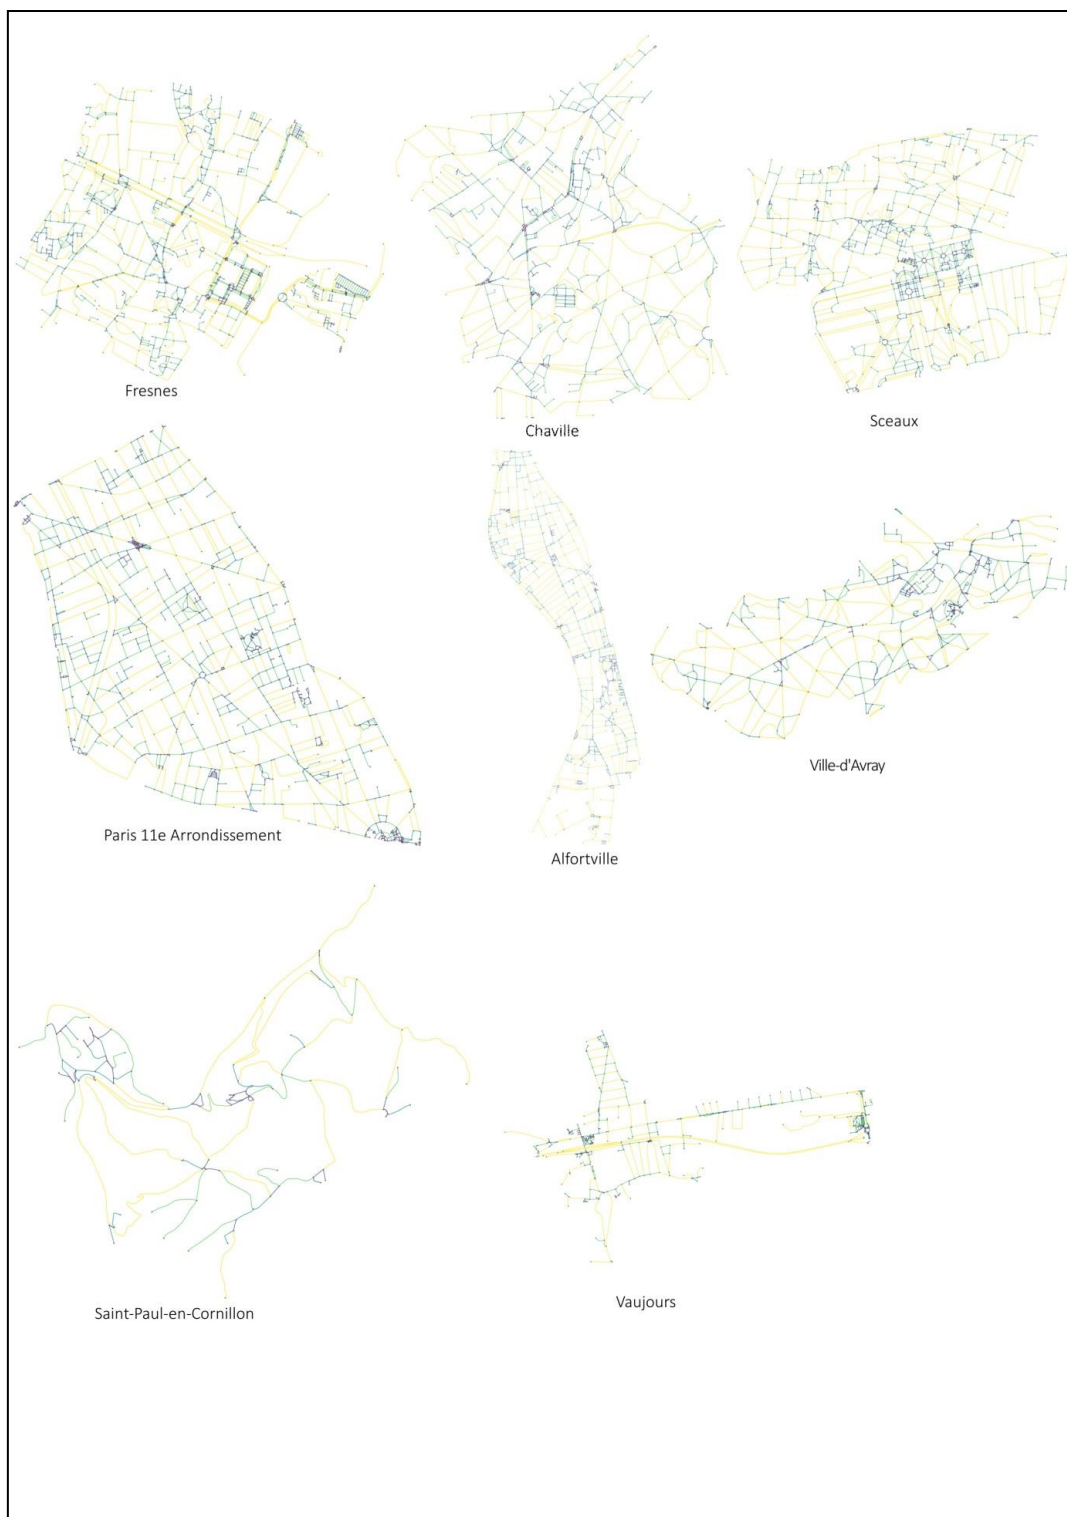 Fresnes
Chaville
Sceaux
Paris 11e Arrondissement
Alfortville
Ville-d'Avray
Saint-Paul-en-Cornillon
Vaujours